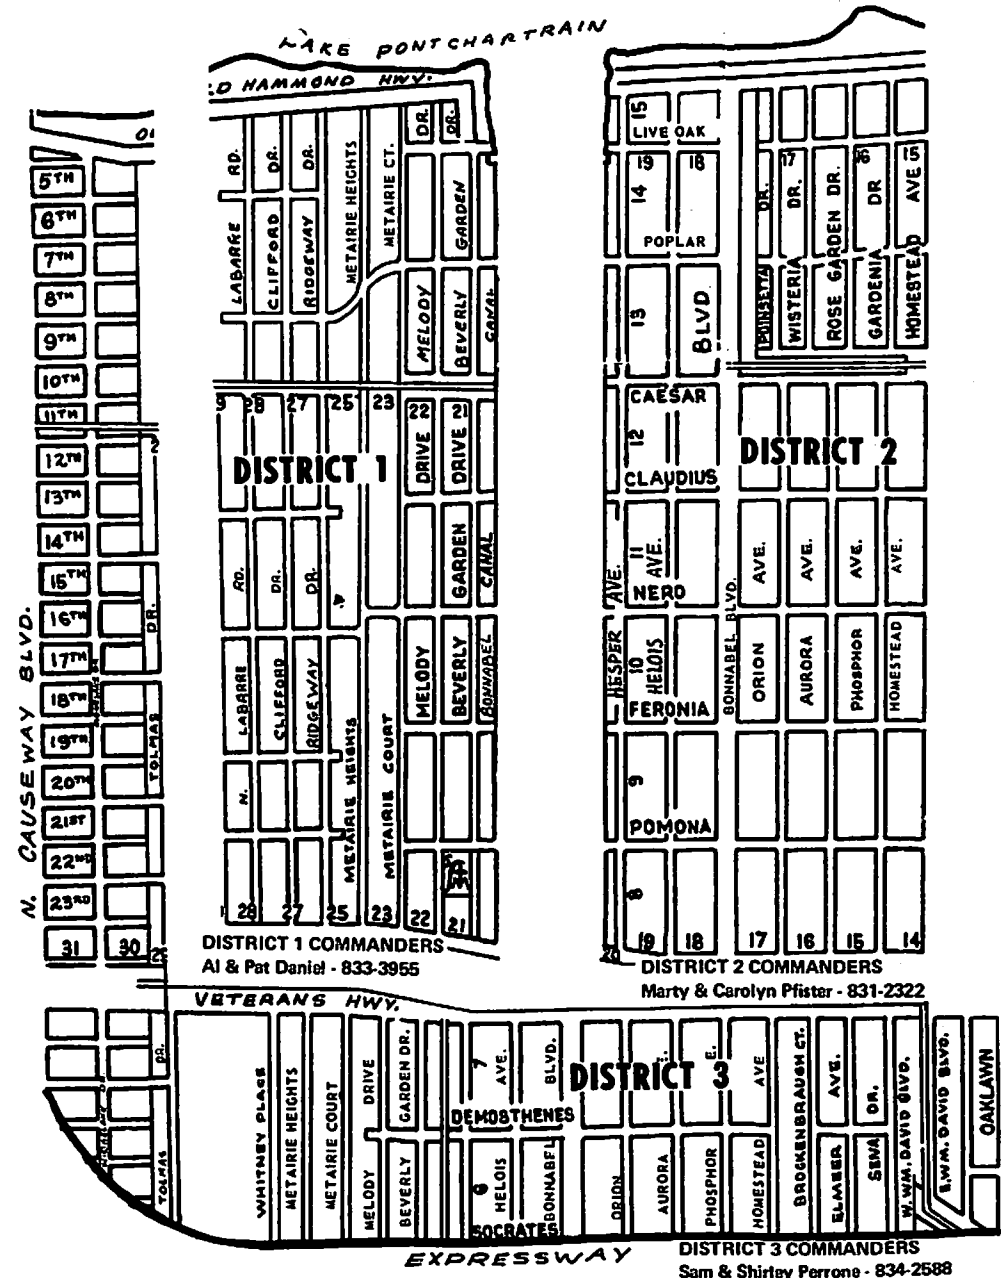 LAKE PONTCHARTRAIN
LD HAMMOND HWY.
5TH
6TH
7TH
8TH
9TH
10TH
11TH
12TH
13TH
14TH
15TH
16TH
17TH
18TH
19TH
20TH
21ST
22ND
23RD
31 30
N. CAUSEWAY BLVD.
DR.
TOLMAS
LABARRE RD.
CLIFFORD DR.
RIDGEWAY DR.
METAIRIE HEIGHTS
METAIRIE CT.
MELODY DR.
BEVERLY GARDEN DR.
CANAL
9 28 27 25 23 22 21
DISTRICT 1
DRIVE
DRIVE
GARDEN
CANAL
N. LABARRE RD.
CLIFFORD DR.
RIDGEWAY DR.
METAIRIE HEIGHTS
METAIRIE COURT
MELODY
BEVERLY
BONNABEL
28 27 25 23 22 21
DISTRICT 1 COMMANDERS
Al & Pat Daniel - 833-3955
15
LIVE OAK
19 18
14
POPLAR
13
BLVD
17 16 15
POINSETTA DR.
WISTERIA DR.
ROSE GARDEN DR.
GARDENIA DR
HOMESTEAD AVE
CAESAR
12
DISTRICT 2
CLAUDIUS
11
NERO
10
FERONIA
9
POMONA
8
HESPER AVE.
HELOIS AVE.
BONNABEL BLVD.
ORION AVE.
AURORA AVE.
PHOSPHOR AVE.
HOMESTEAD AVE.
20 19 18 17 16 15 14
DISTRICT 2 COMMANDERS
Marty & Carolyn Pfister - 831-2322
VETERANS HWY.
DISTRICT 3
DR.
TOLMAS
WHITNEY PLACE
METAIRIE HEIGHTS
METAIRIE COURT
MELODY DRIVE
BEVERLY GARDEN DR.
7
DEMOSTHENES
6
SOCRATES
HELOIS AVE.
BONNABEL BLVD.
ORION
AURORA
PHOSPHOR
HOMESTEAD AVE
BROCKENBRAUGH CT.
ELMEER AVE.
SENA DR.
W. WM. DAVID BLVD.
E. WM. DAVID BLVD.
OAKLAWN
EXPRESSWAY
DISTRICT 3 COMMANDERS
Sam & Shirley Perrone - 834-2588